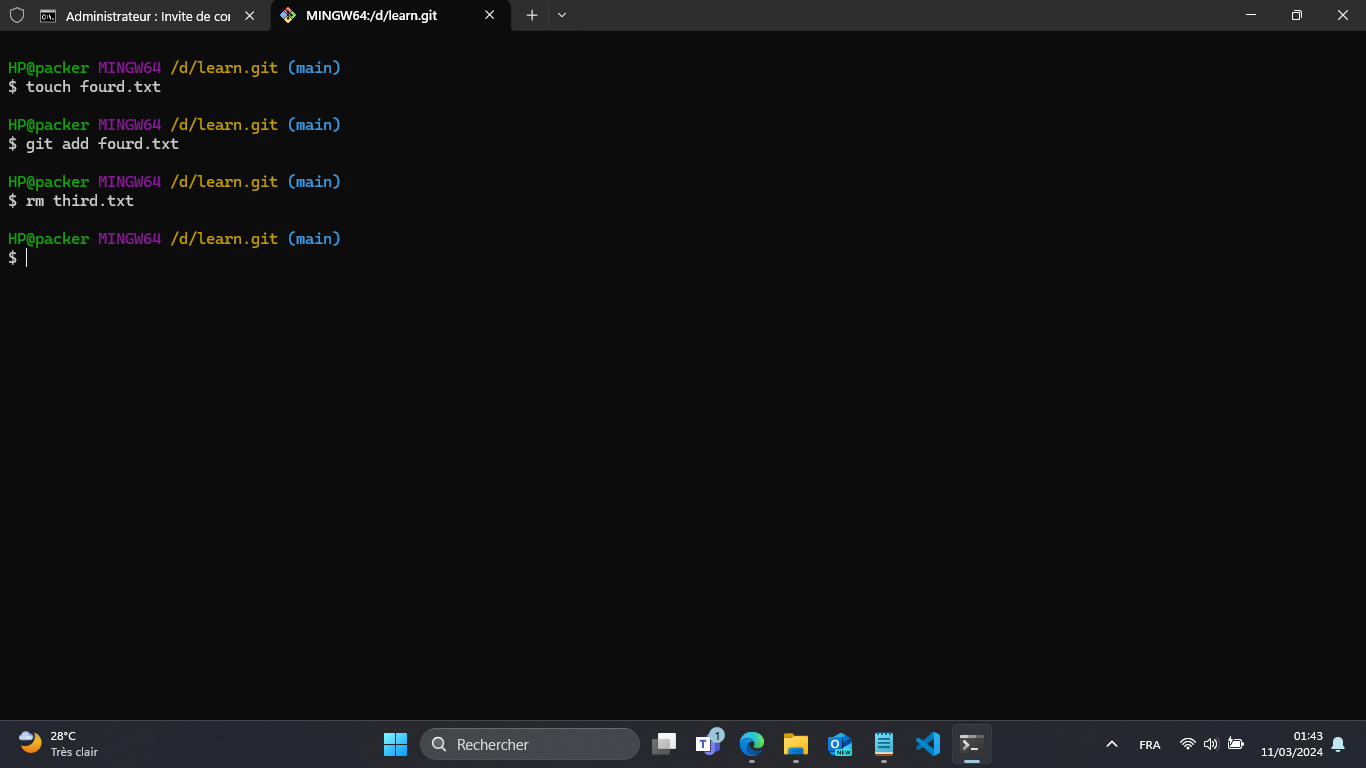 Administrateur : Invite de co
MINGW64:/d/learn.git
HP@packer MINGW64 /d/learn.git (main)
$ touch fourd.txt
HP@packer MINGW64 /d/learn.git (main)
$ git add fourd.txt
HP@packer MINGW64 /d/learn.git (main)
$ rm third.txt
HP@packer MINGW64 /d/learn.git (main)
$
28°C
Très clair
Rechercher
1
T
NEW
FRA
01:43
11/03/2024